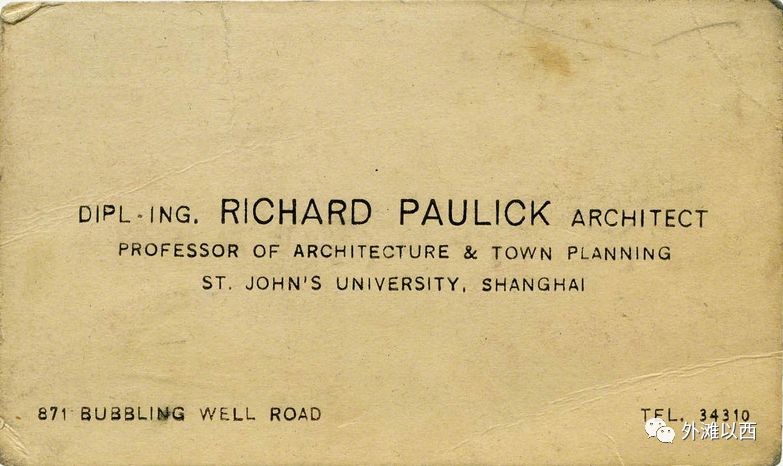 DIPL-ING. RICHARD PAULICK ARCHITECT
PROFESSOR OF ARCHITECTURE & TOWN PLANNING
ST. JOHN'S UNIVERSITY, SHANGHAI
871 BUBBLING WELL ROAD
TEL. 34310
外滩以西